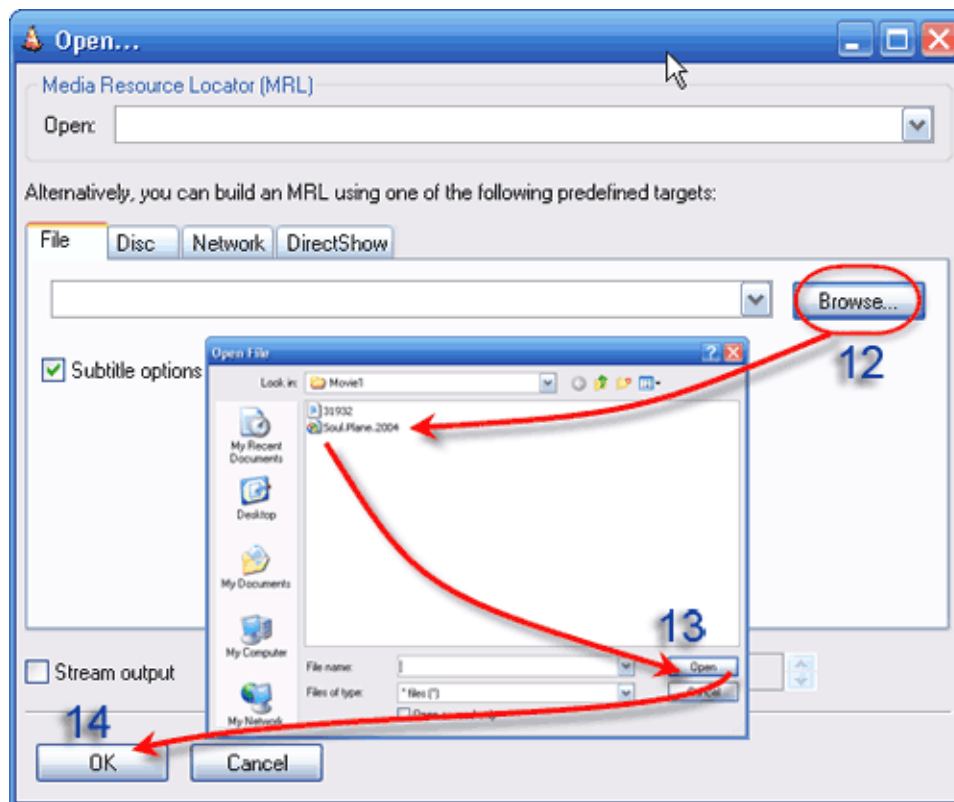 Open...
Media Resource Locator (MRL)
Open:
Alternatively, you can build an MRL using one of the following predefined targets:
File Disc Network DirectShow
Browse...
12
Subtitle options
Open File
Look in: Movie1
31932
Soul.Plane.2004
My Recent
Documents
Desktop
My Documents
My Computer
My Network
13
File name: Open
Files of type: * files (*) Cancel
Stream output
14
OK Cancel